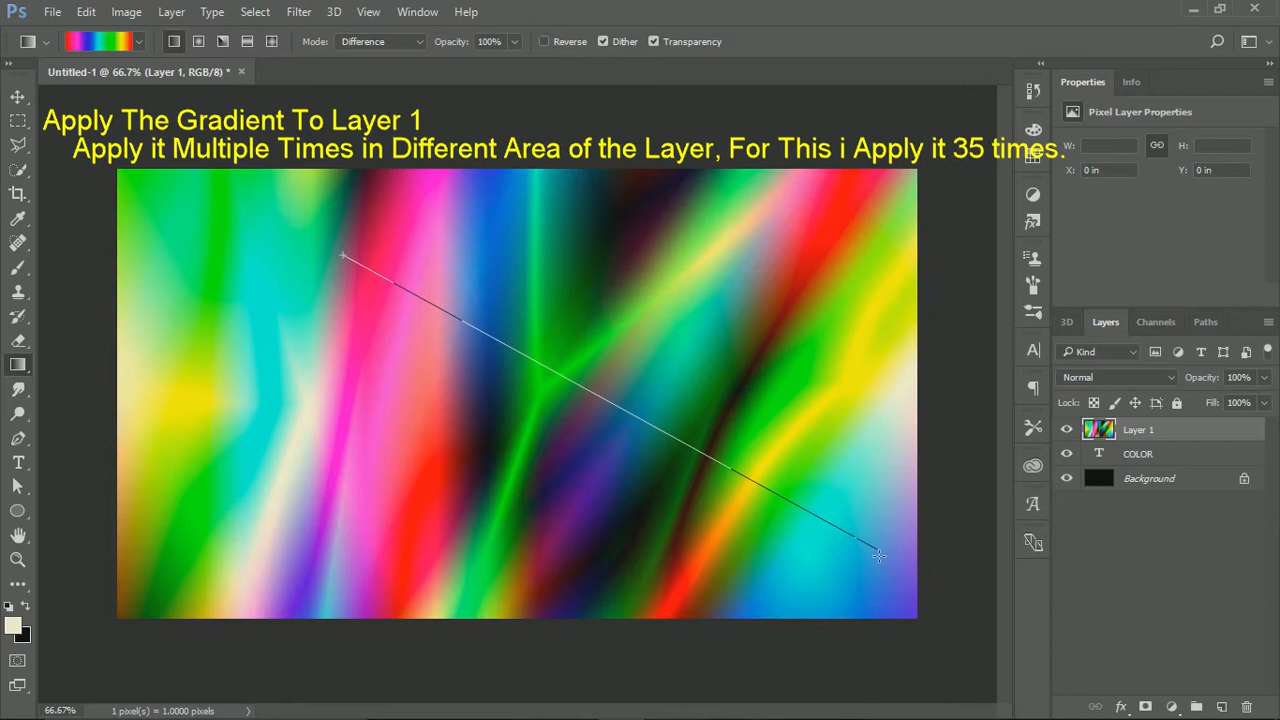 Ps File Edit Image Layer Type Select Filter 3D View Window Help
Mode: Difference Opacity: 100% Reverse Dither Transparency
Untitled-1 @ 66.7% (Layer 1, RGB/8) *
Properties Info
Pixel Layer Properties
W: H:
X: 0 in Y: 0 in
Apply The Gradient To Layer 1
Apply it Multiple Times in Different Area of the Layer, For This i Apply it 35 times.
3D Layers Channels Paths
Kind
Normal Opacity: 100%
Lock: Fill: 100%
Layer 1
T COLOR
Background
66.67% 1 pixel(s) = 1.0000 pixels